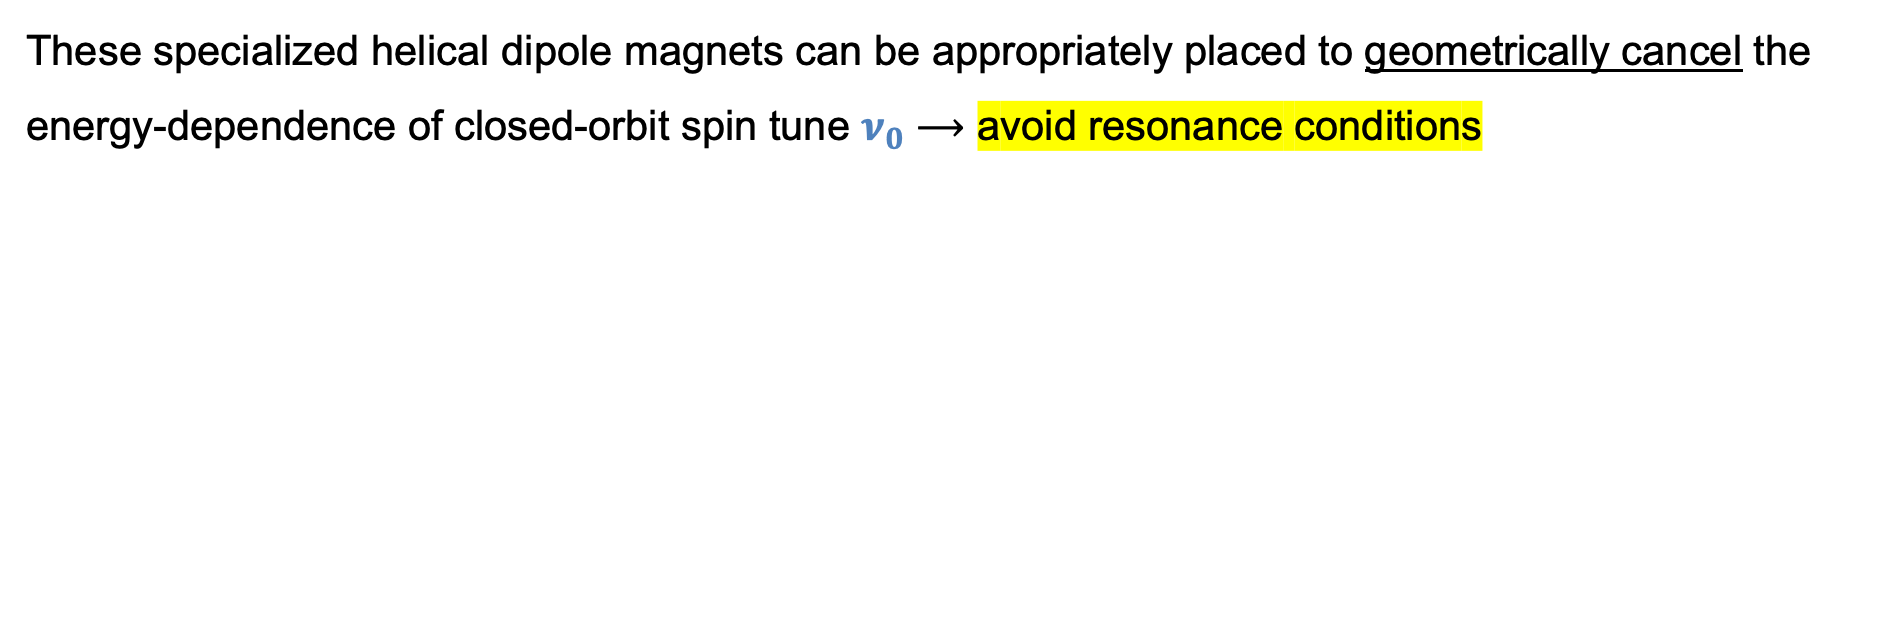 These specialized helical dipole magnets can be appropriately placed to geometrically cancel the
energy-dependence of closed-orbit spin tune ν₀ ⟶ avoid resonance conditions